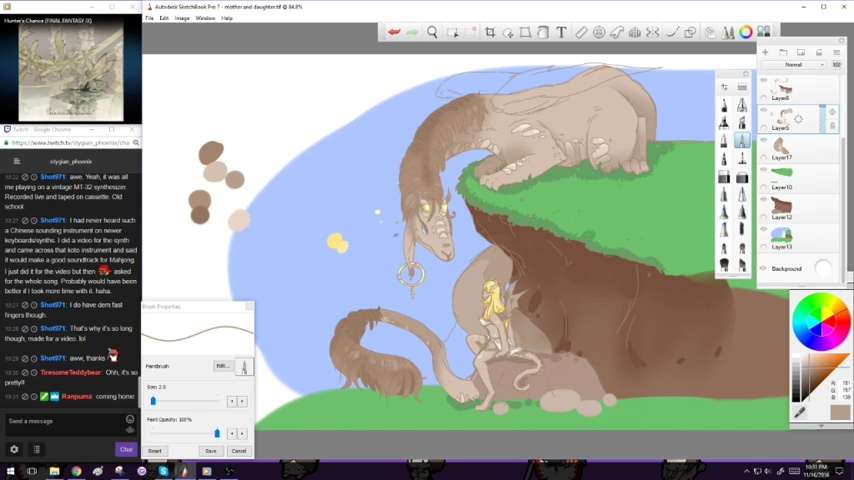 Autodesk SketchBook Pro 7 - mother and daughter.tif @ 84.8%
File Edit Image Window Help
Hunter's Chance (FINAL FANTASY IX)
Twitch - Google Chrome
https://www.twitch.tv/stygian_phoenix/cha
stygian_phoenix
Shot971: awe. Yeah, it was all
me playing on a vintage MT-32 synthesizer.
Recorded live and taped on cassette. Old
school.
10:27 Shot971: I had never heard such
a Chinese sounding instrument on newer
keyboards/synths. I did a video for the synth
and came across that koto instrument and said
it would make a good soundtrack for Mahjong.
I just did it for the video but then asked
for the whole song. Probably would have been
better if I took more time with it. haha.
Shot971: I do have dem fast
fingers though.
Shot971: That's why it's so long
though, made for a video. lol
Shot971: aww, thanks
TiresomeTeddybear: Ohh, it's so
pretty!!
Ranpuma: coming home
Send a message
Chat
Brush Properties
Paintbrush
Edit...
Size: 2.0
Paint Opacity: 100%
Reset Save Cancel
Normal
Layer6
Layer5
Layer17
Layer10
Layer12
Layer13
Background
R: 181
10:31 PM